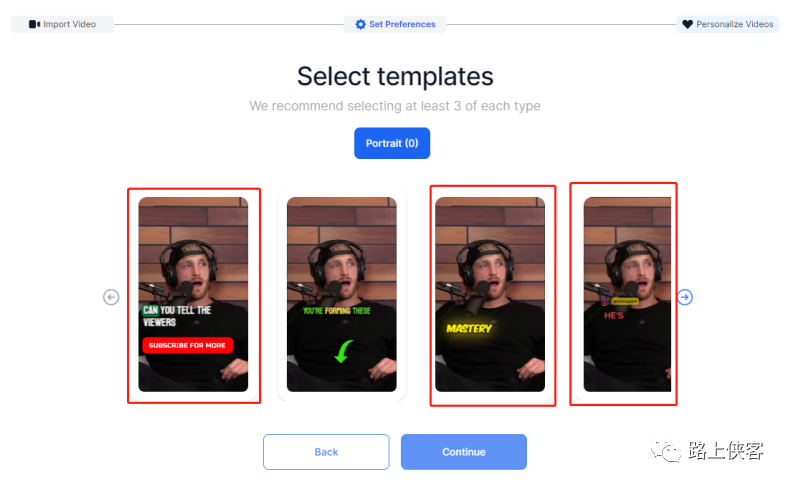 Import Video
Set Preferences
Personalize Videos
Select templates
We recommend selecting at least 3 of each type
Portrait (0)
CAN YOU TELL THE
VIEWERS
SUBSCRIBE FOR MORE
YOU'RE FORMING THESE
MASTERY
HE'S
Back
Continue
路上侠客